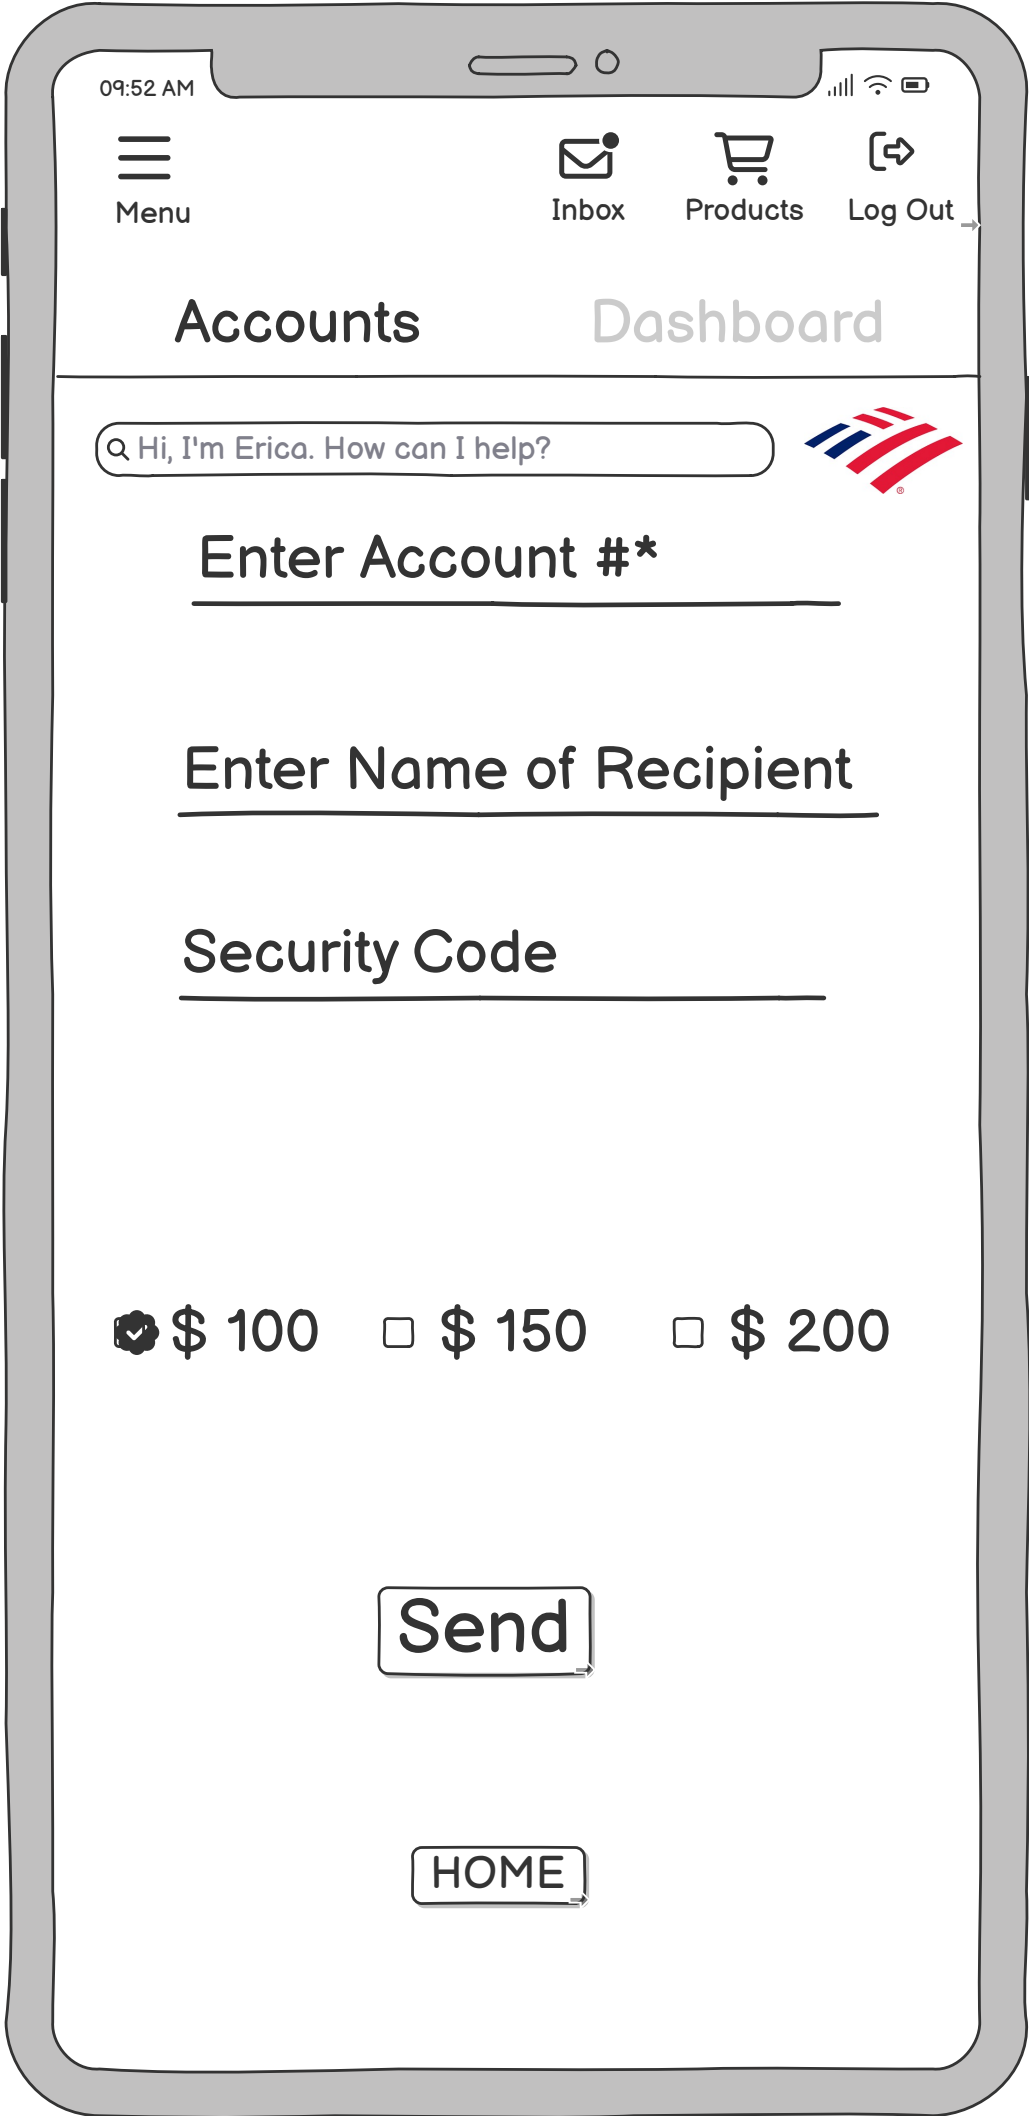 09:52 AM
Menu
Inbox
Products
Log Out
Accounts
Dashboard
Hi, I'm Erica. How can I help?
®
Enter Account #*
Enter Name of Recipient
Security Code
$ 100
$ 150
$ 200
Send
HOME